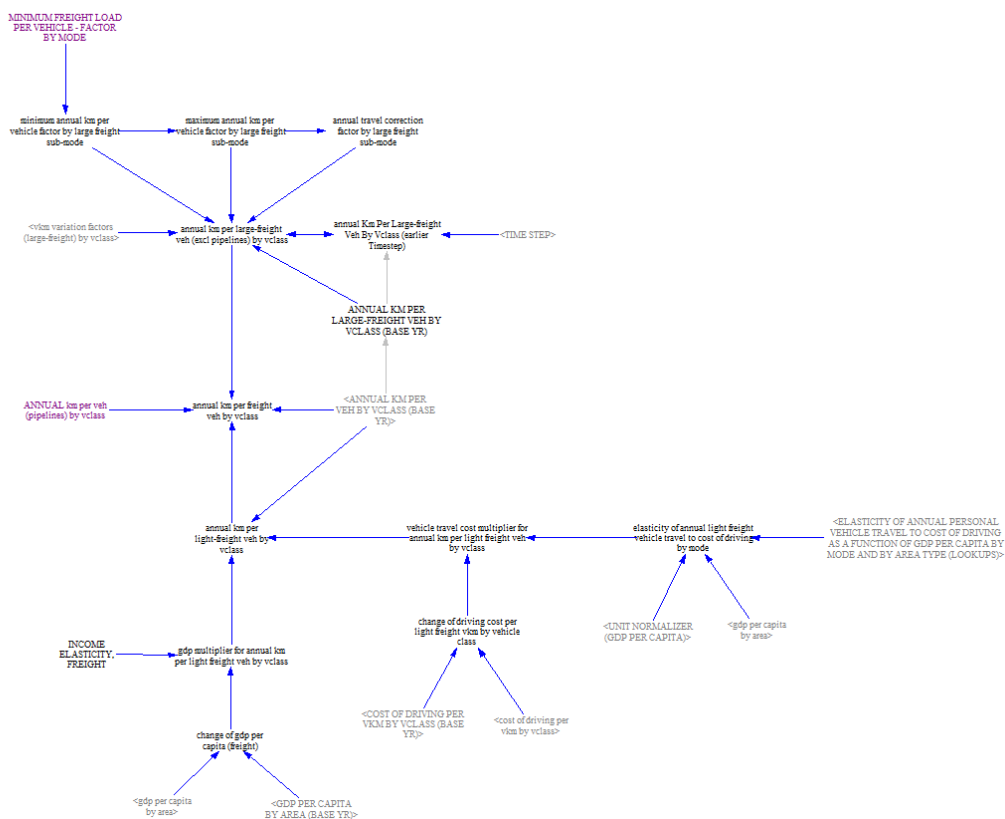 MINIMUM FREIGHT LOAD
PER VEHICLE - FACTOR
BY MODE
minimum annual km per
vehicle factor by large freight
sub-mode
maximum annual km per
vehicle factor by large freight
sub-mode
annual travel correction
factor by large freight
sub-mode
<vkm variation factors
(large-freight) by vclass>
annual km per large-freight
veh (excl pipelines) by vclass
annual Km Per Large-freight
Veh By Vclass (earlier
Timestep)
<TIME STEP>
ANNUAL KM PER
LARGE-FREIGHT VEH BY
VCLASS (BASE YR)
ANNUAL km per veh
(pipelines) by vclass
annual km per freight
veh by vclass
<ANNUAL KM PER
VEH BY VCLASS (BASE
YR)>
annual km per
light-freight veh by
vclass
vehicle travel cost multiplier for
annual km per light freight veh
by vclass
elasticity of annual light freight
vehicle travel to cost of driving
by mode
<ELASTICITY OF ANNUAL PERSONAL
VEHICLE TRAVEL TO COST OF DRIVING
AS A FUNCTION OF GDP PER CAPITA BY
MODE AND BY AREA TYPE (LOOKUPS)>
change of driving cost per
light freight vkm by vehicle
class
<UNIT NORMALIZER
(GDP PER CAPITA)>
<gdp per capita
by area>
INCOME
ELASTICITY,
FREIGHT
gdp multiplier for annual km
per light freight veh by vclass
<COST OF DRIVING PER
VKM BY VCLASS (BASE
YR)>
<cost of driving per
vkm by vclass>
change of gdp per
capita (freight)
<gdp per capita
by area>
<GDP PER CAPITA
BY AREA (BASE YR)>